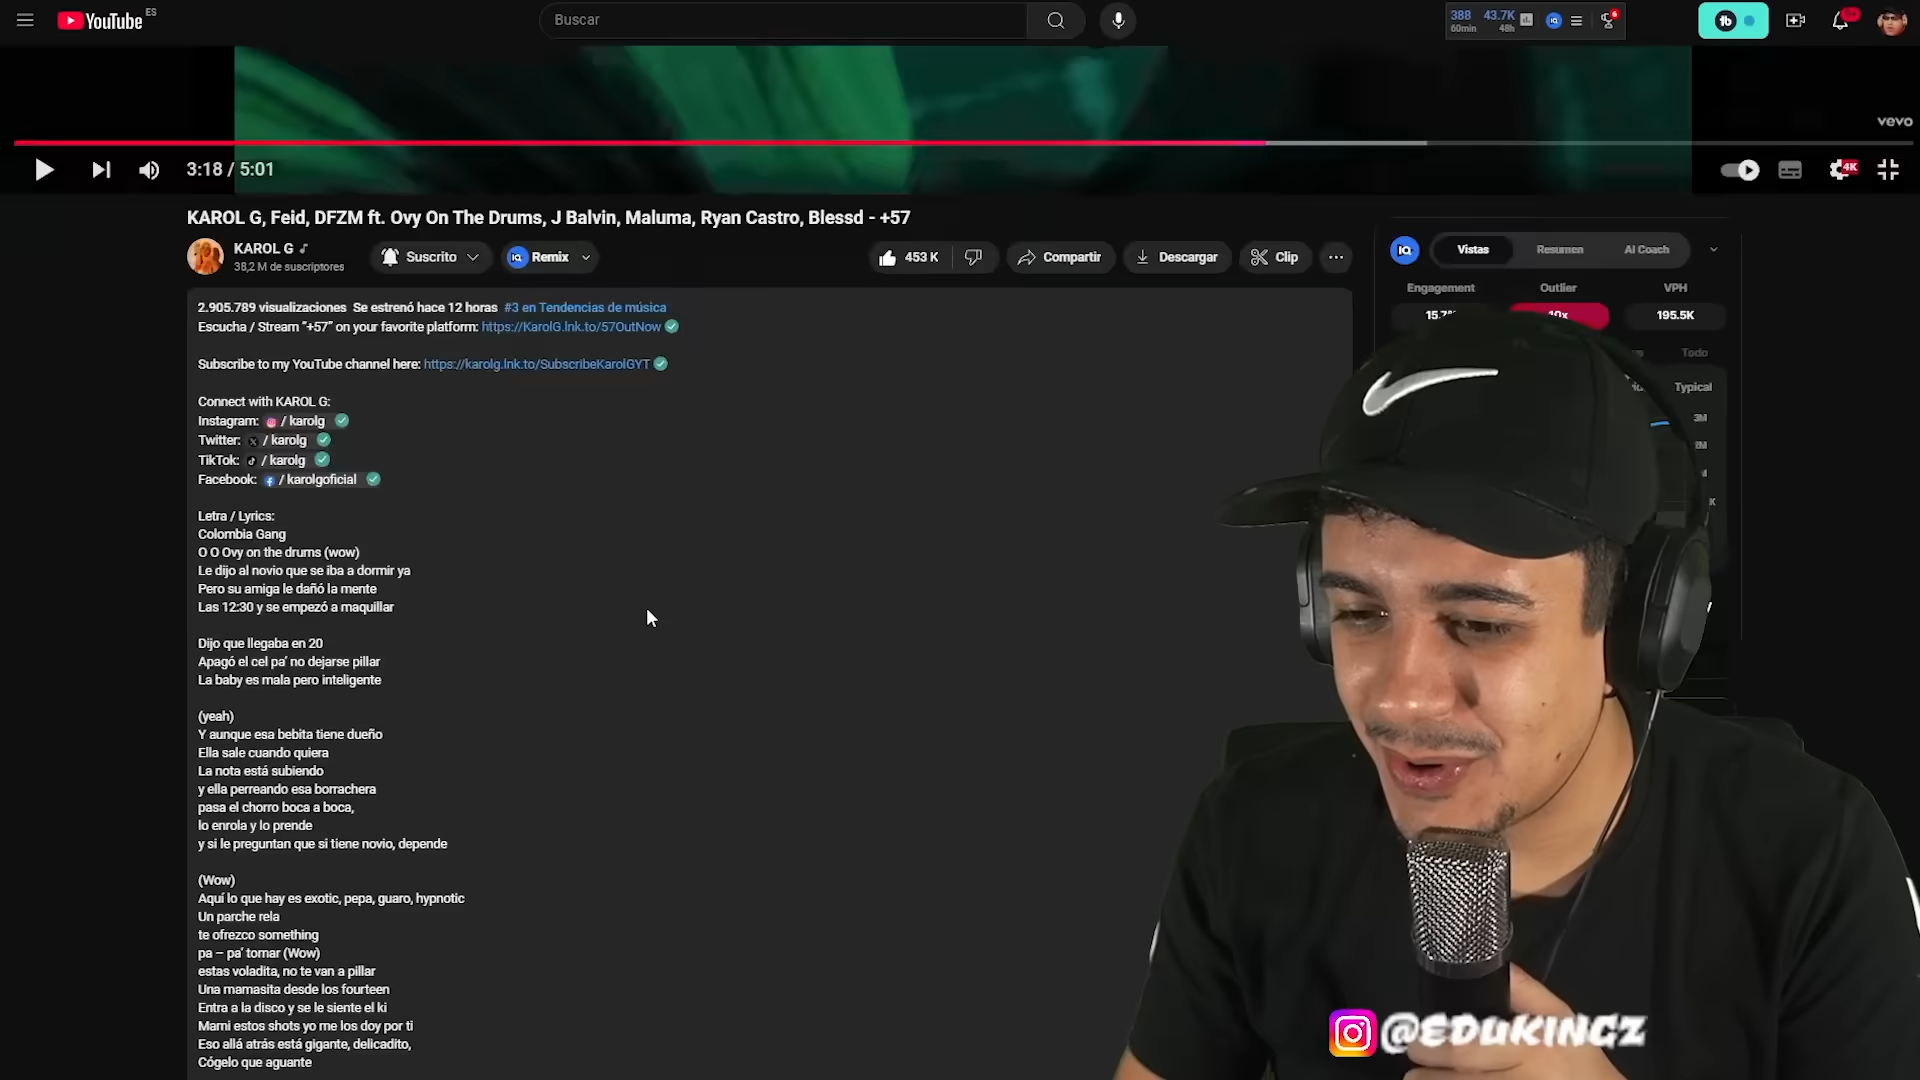 YouTube ES
Buscar
388 43.7K
60min 48h
vevo
3:18 / 5:01
4K
KAROL G, Feid, DFZM ft. Ovy On The Drums, J Balvin, Maluma, Ryan Castro, Blessd - +57
KAROL G
38,2 M de suscriptores
Suscrito
Remix
453 K
Compartir
Descargar
Clip
IQ
Vistas
Resumen
AI Coach
Engagement
Outlier
VPH
10x
195.5K
Todo
Typical
3M
2.905.789 visualizaciones Se estrenó hace 12 horas #3 en Tendencias de música
Escucha / Stream "+57" on your favorite platform: https://KarolG.lnk.to/57OutNow
Subscribe to my YouTube channel here: https://karolg.lnk.to/SubscribeKarolGYT
Connect with KAROL G:
Instagram: / karolg
Twitter: / karolg
TikTok: / karolg
Facebook: / karolgoficial
Letra / Lyrics:
Colombia Gang
O O Ovy on the drums (wow)
Le dijo al novio que se iba a dormir ya
Pero su amiga le dañó la mente
Las 12:30 y se empezó a maquillar
Dijo que llegaba en 20
Apagó el cel pa' no dejarse pillar
La baby es mala pero inteligente
(yeah)
Y aunque esa bebita tiene dueño
Ella sale cuando quiera
La nota está subiendo
y ella perreando esa borrachera
pasa el chorro boca a boca,
lo enrola y lo prende
y si le preguntan que si tiene novio, depende
(Wow)
Aquí lo que hay es exotic, pepa, guaro, hypnotic
Un parche rela
te ofrezco something
pa – pa' tomar (Wow)
estas voladita, no te van a pillar
Una mamasita desde los fourteen
Entra a la disco y se le siente el ki
Mami estos shots yo me los doy por ti
Eso allá atrás está gigante, delicadito,
Cógelo que aguante
@EDUKINGZ